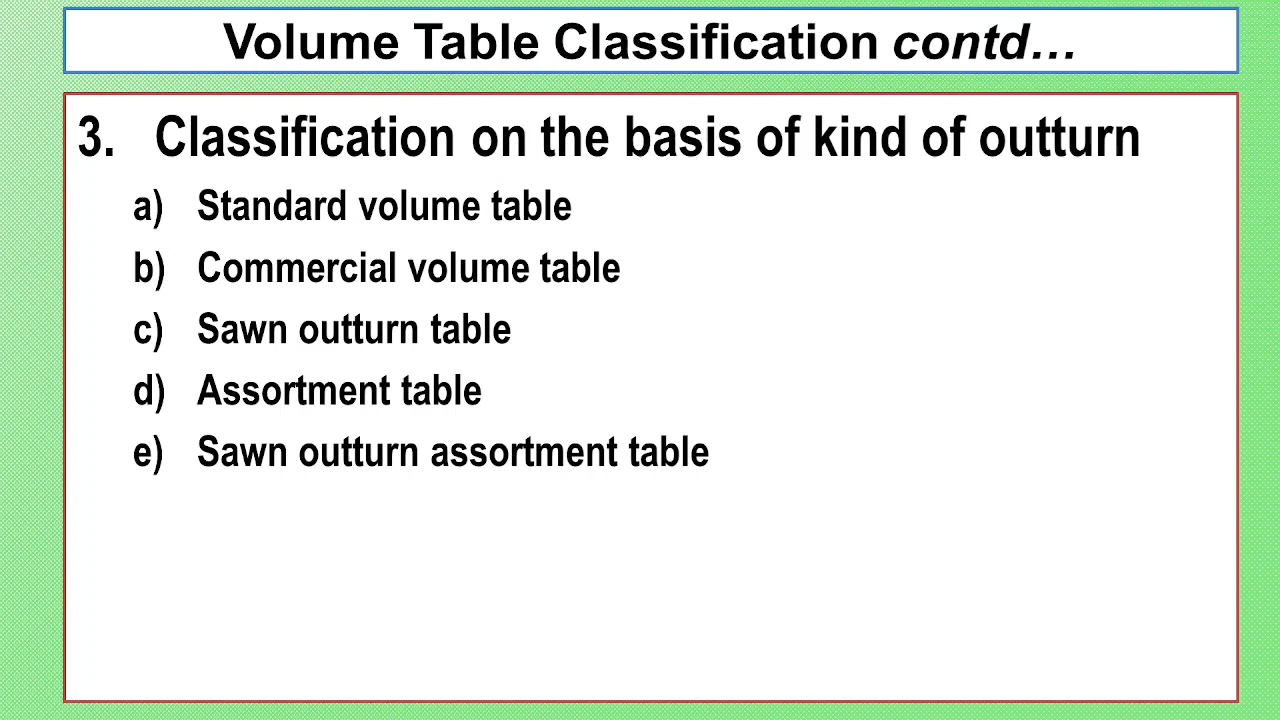 Volume Table Classification contd…
3. Classification on the basis of kind of outturn
a) Standard volume table
b) Commercial volume table
c) Sawn outturn table
d) Assortment table
e) Sawn outturn assortment table